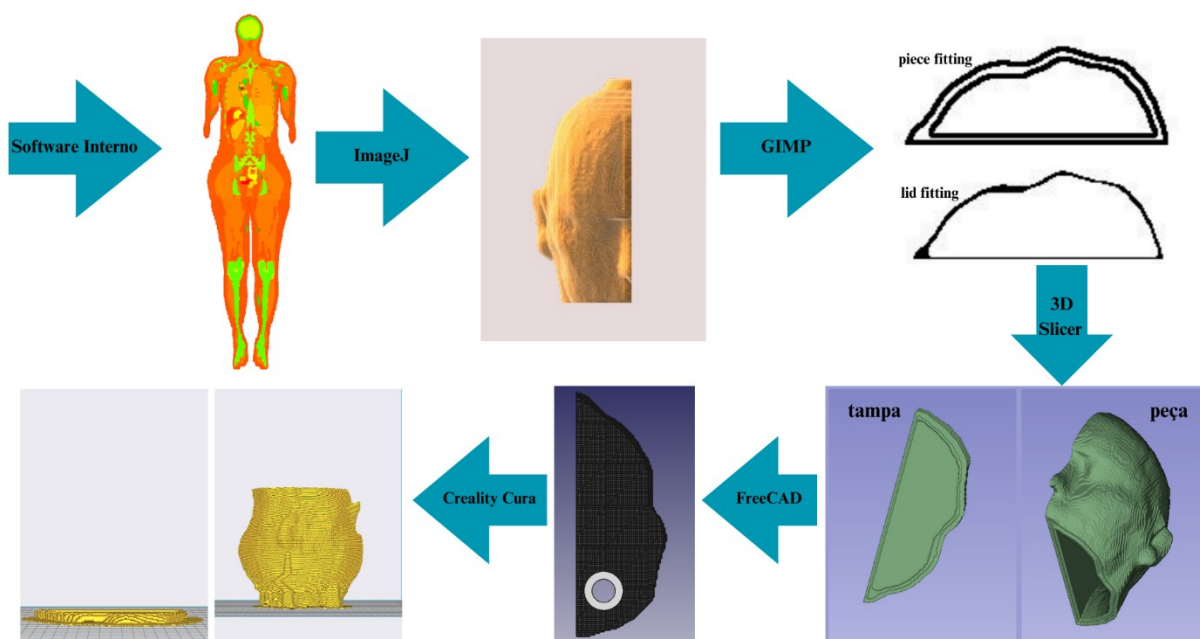 Software Interno
ImageJ
GIMP
piece fitting
lid fitting
3D
Slicer
tampa
peça
FreeCAD
Creality Cura